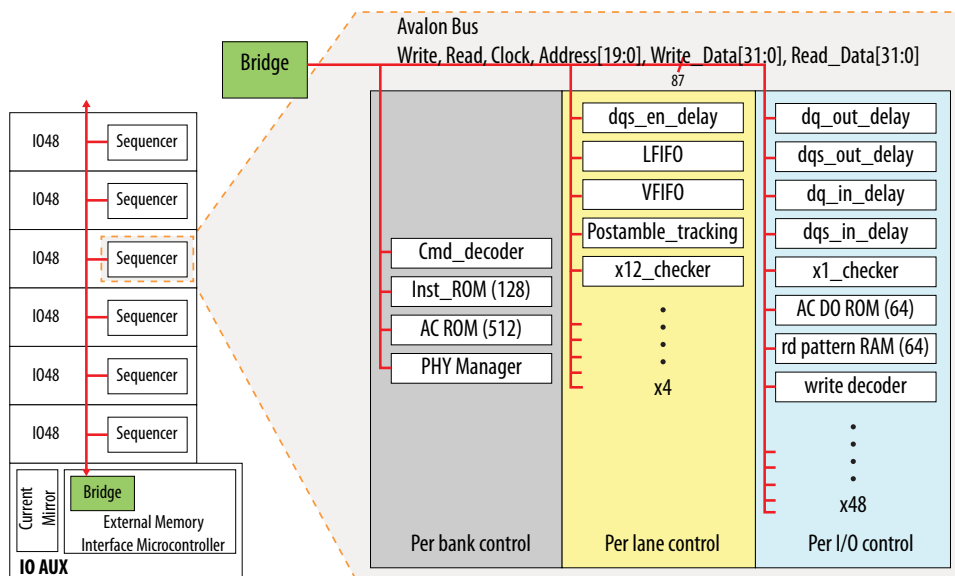 Avalon Bus
Write, Read, Clock, Address[19:0], Write_Data[31:0], Read_Data[31:0]
87
Bridge
IO48
Sequencer
IO48
Sequencer
IO48
Sequencer
IO48
Sequencer
IO48
Sequencer
IO48
Sequencer
Current
Mirror
Bridge
External Memory
Interface Microcontroller
IO AUX
Cmd_decoder
Inst_ROM (128)
AC ROM (512)
PHY Manager
Per bank control
dqs_en_delay
LFIFO
VFIFO
Postamble_tracking
x12_checker
x4
Per lane control
dq_out_delay
dqs_out_delay
dq_in_delay
dqs_in_delay
x1_checker
AC DO ROM (64)
rd pattern RAM (64)
write decoder
x48
Per I/O control